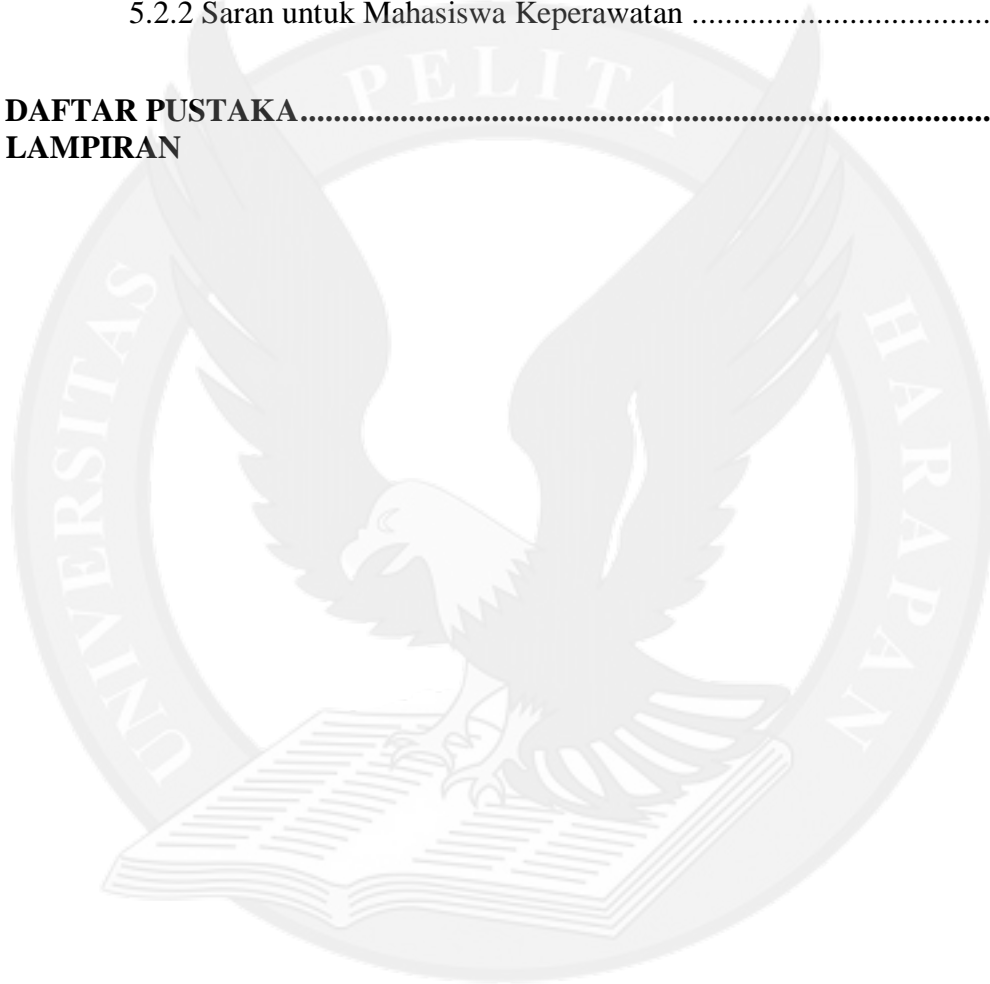 5.2.2 Saran untuk Mahasiswa Keperawatan ....................................
DAFTAR PUSTAKA...................................................................................
LAMPIRAN
UNIVERSITAS PELITA HARAPAN